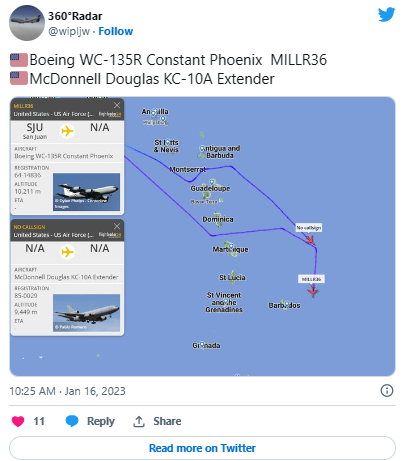 360°Radar
@wipljw · Follow
Boeing WC-135R Constant Phoenix MILLR36
McDonnell Douglas KC-10A Extender
MILLR36
United States - US Air Force (...
SJU
San Juan
N/A
AIRCRAFT
Boeing WC-135R Constant Phoenix
REGISTRATION
64-14836
ALTITUDE
10,211 m
ETA
-
NO CALLSIGN
United States - US Air Force (...
N/A
N/A
AIRCRAFT
McDonnell Douglas KC-10A Extender
REGISTRATION
85-0029
ALTITUDE
9,449 m
ETA
Anguilla
St Kitts
& Nevis
Antigua and
Barbuda
Montserrat
Guadeloupe
Basse-Terre
Dominica
Martinique
St Lucia
St Vincent
and the
Grenadines
Barbados
Grenada
No callsign
MILLR36
10:25 AM · Jan 16, 2023
11 Reply Share
Read more on Twitter